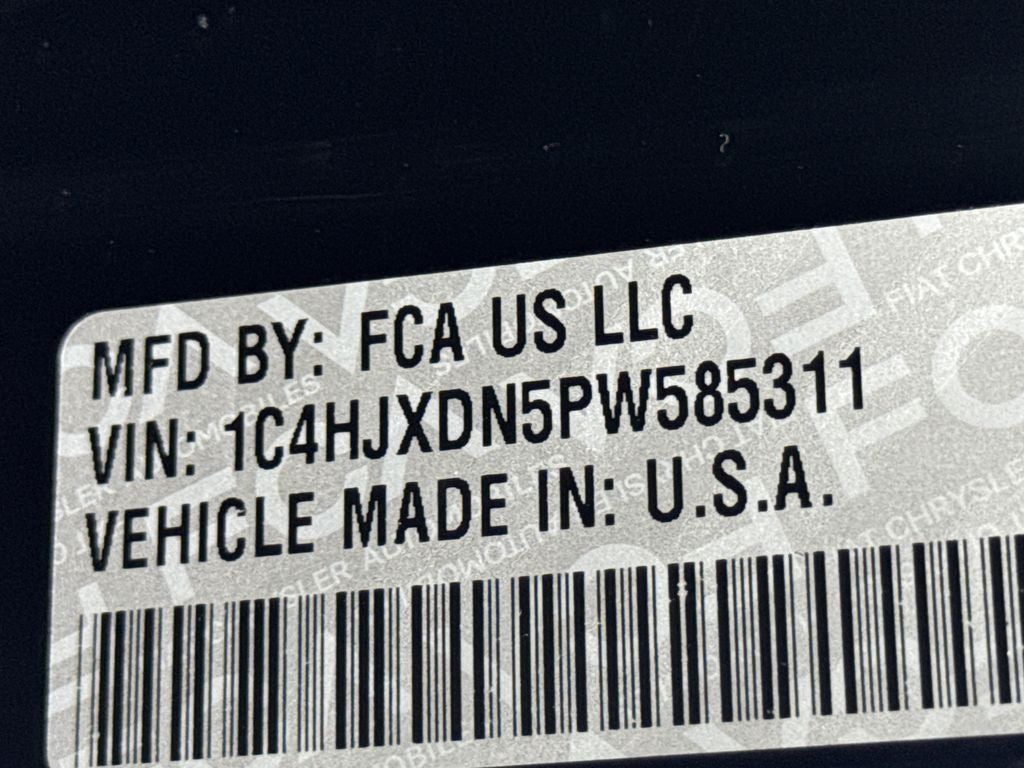 MFD BY: FCA US LLC
VIN: 1C4HJXDN5PW585311
VEHICLE MADE IN: U.S.A.